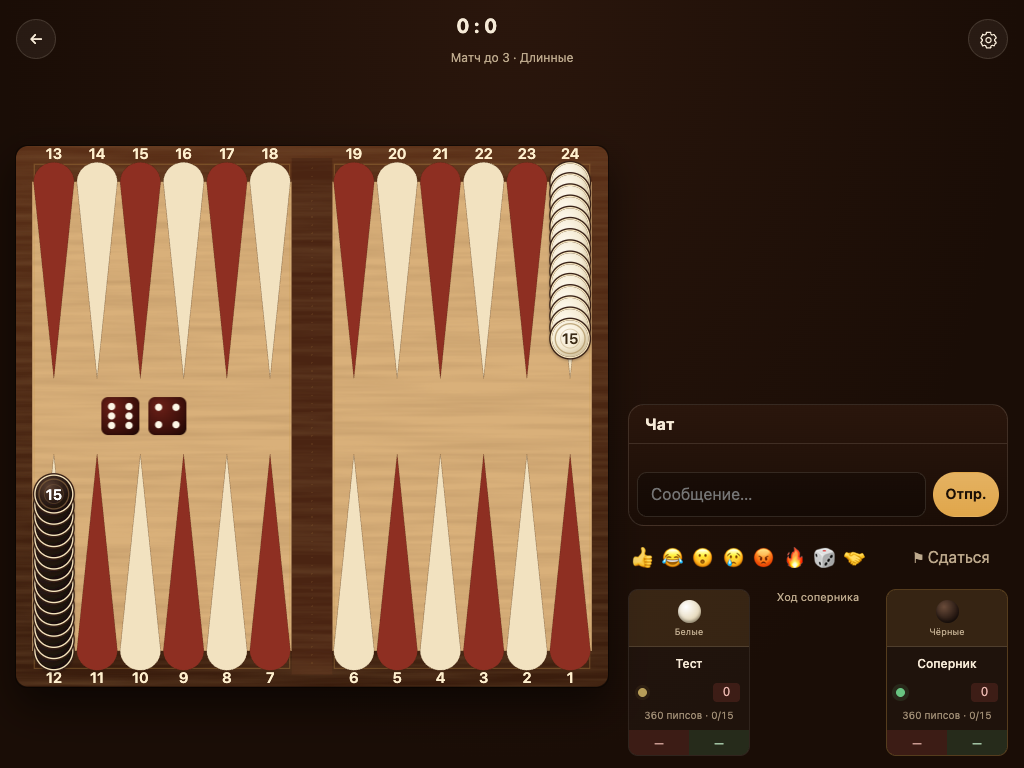 0:0
Матч до 3 · Длинные
13 14 15 16 17 18 19 20 21 22 23 24
15
15
12 11 10 9 8 7 6 5 4 3 2 1
Чат
Сообщение...
Отпр.
Сдаться
Белые
Ход соперника
Чёрные
Тест
Соперник
0
0
360 пипсов · 0/15
360 пипсов · 0/15
– –
– –